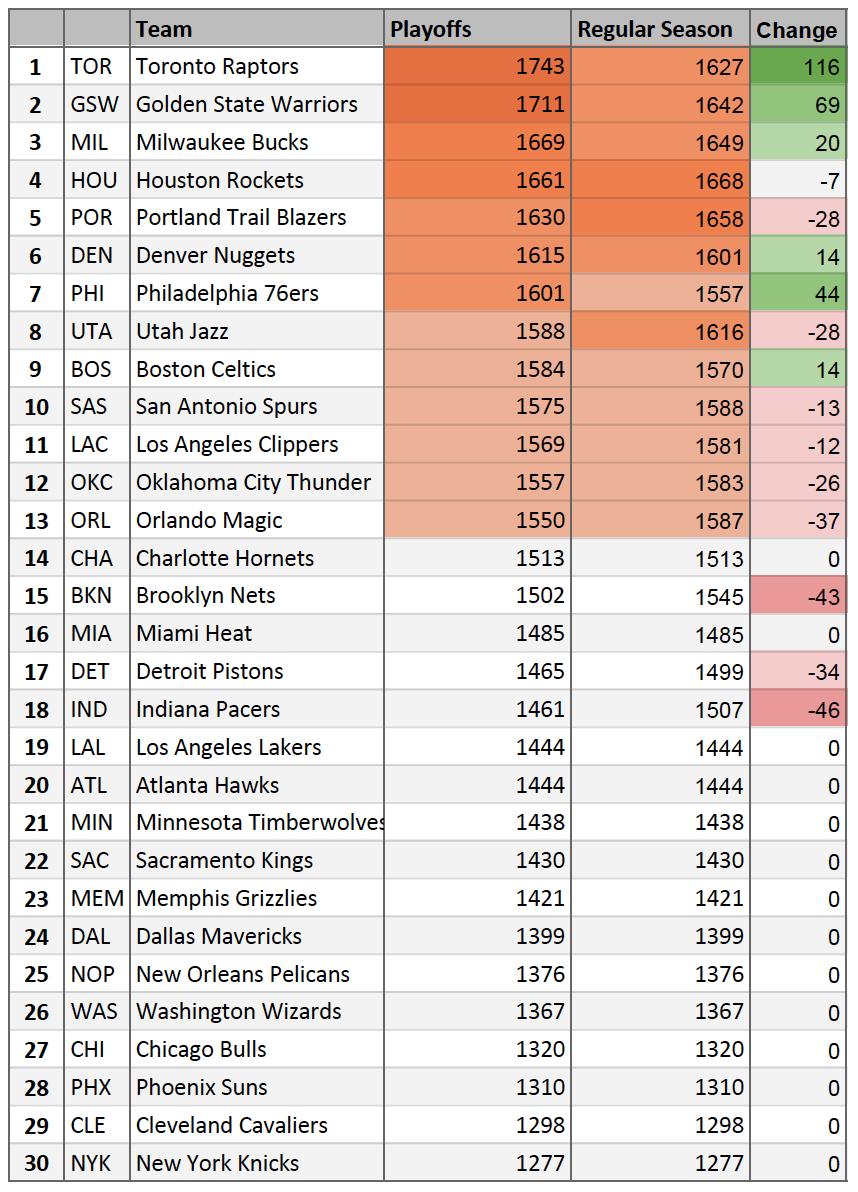 Team Playoffs Regular Season Change
1 TOR Toronto Raptors 1743 1627 116
2 GSW Golden State Warriors 1711 1642 69
3 MIL Milwaukee Bucks 1669 1649 20
4 HOU Houston Rockets 1661 1668 -7
5 POR Portland Trail Blazers 1630 1658 -28
6 DEN Denver Nuggets 1615 1601 14
7 PHI Philadelphia 76ers 1601 1557 44
8 UTA Utah Jazz 1588 1616 -28
9 BOS Boston Celtics 1584 1570 14
10 SAS San Antonio Spurs 1575 1588 -13
11 LAC Los Angeles Clippers 1569 1581 -12
12 OKC Oklahoma City Thunder 1557 1583 -26
13 ORL Orlando Magic 1550 1587 -37
14 CHA Charlotte Hornets 1513 1513 0
15 BKN Brooklyn Nets 1502 1545 -43
16 MIA Miami Heat 1485 1485 0
17 DET Detroit Pistons 1465 1499 -34
18 IND Indiana Pacers 1461 1507 -46
19 LAL Los Angeles Lakers 1444 1444 0
20 ATL Atlanta Hawks 1444 1444 0
21 MIN Minnesota Timberwolves 1438 1438 0
22 SAC Sacramento Kings 1430 1430 0
23 MEM Memphis Grizzlies 1421 1421 0
24 DAL Dallas Mavericks 1399 1399 0
25 NOP New Orleans Pelicans 1376 1376 0
26 WAS Washington Wizards 1367 1367 0
27 CHI Chicago Bulls 1320 1320 0
28 PHX Phoenix Suns 1310 1310 0
29 CLE Cleveland Cavaliers 1298 1298 0
30 NYK New York Knicks 1277 1277 0